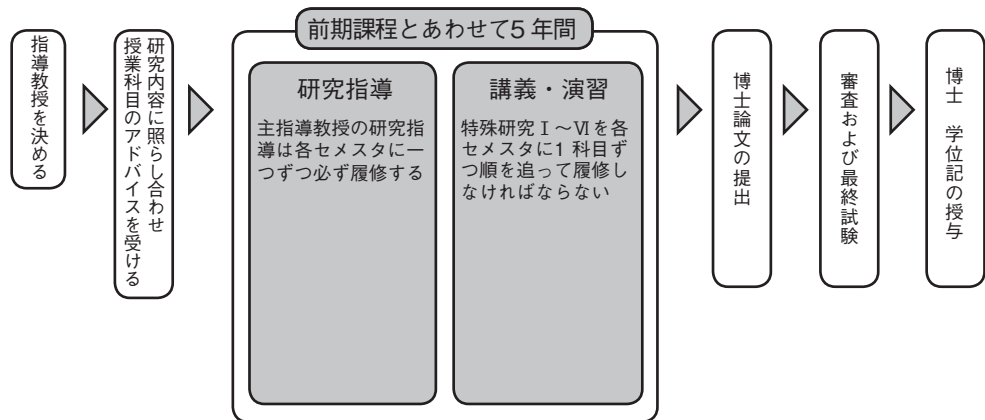 指導教授を決める
研究内容に照らし合わせ
授業科目のアドバイスを受ける
前期課程とあわせて5年間
研究指導
主指導教授の研究指
導は各セメスタに一
つずつ必ず履修する
講義・演習
特殊研究Ⅰ～Ⅵを各
セメスタに1科目ず
つ順を追って履修し
なければならない
博士論文の提出
審査および最終試験
博士 学位記の授与